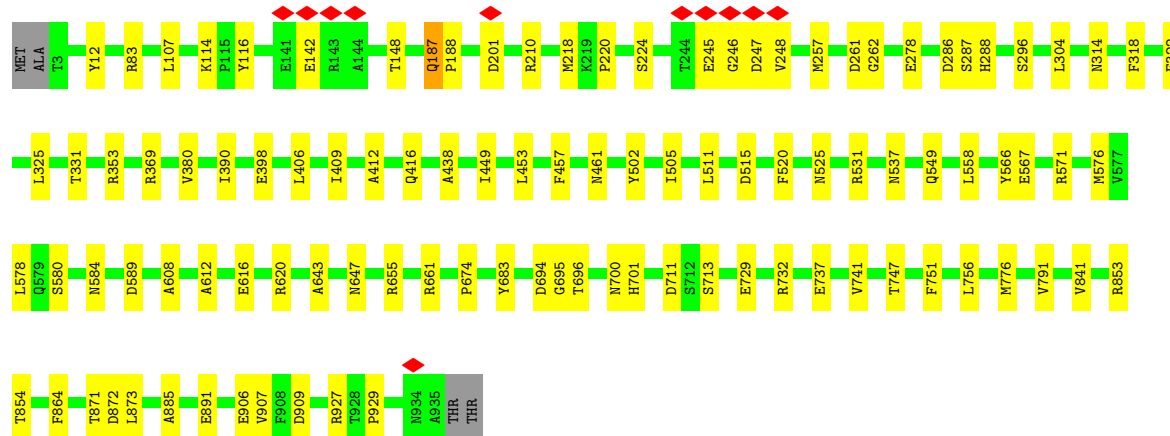 MET ALA T3 Y12 R83 L107 K114 P115 Y116 E141 E142 R143 A144 T148 Q187 P188 D201 R210 M218 K219 P220 S224 T244 E245 G246 D247 V248 M257 D261 G262 E278 D286 S287 H288 S296 L304 N314 F318
L325 T331 R353 R369 V380 I390 E398 L406 I409 A412 Q416 A438 I449 L453 F457 N461 Y502 I505 L511 D515 F520 N525 R531 N537 Q549 L558 Y566 E567 R571 M576 V577
L578 Q579 S580 N584 D589 A608 A612 E616 R620 A643 N647 R655 R661 P674 Y683 D694 G695 T696 N700 H701 D711 S712 S713 E729 R732 E737 V741 T747 F751 L756 M776 V791 V841 R853
T854 F864 T871 D872 L873 A885 E891 E906 V907 F908 D909 R927 T928 P929 N934 A935 THR THR